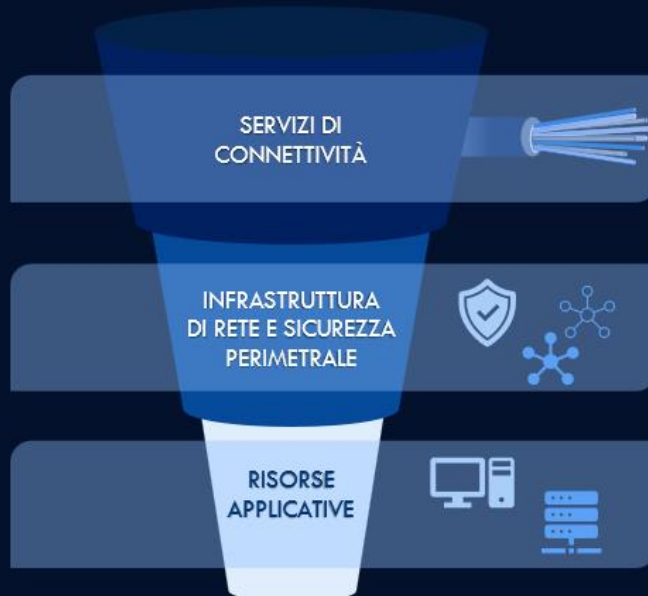 SERVIZI DI
CONNETTIVITÀ
INFRASTRUTTURA
DI RETE E SICUREZZA
PERIMETRALE
RISORSE
APPLICATIVE